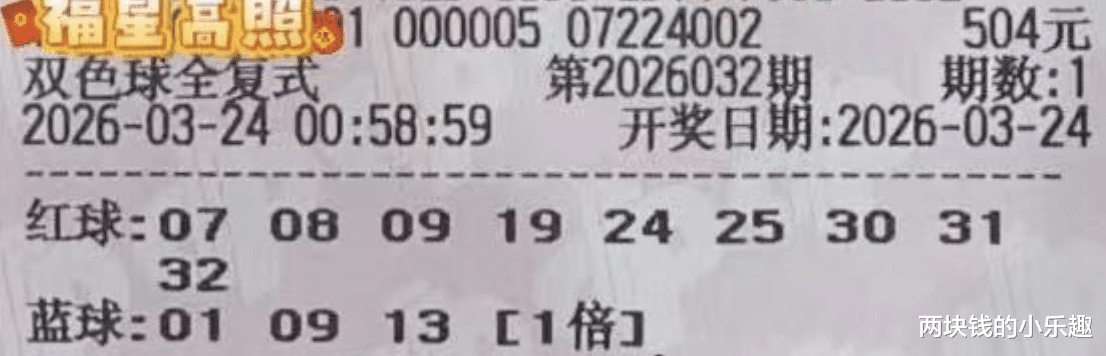 福星高照
1 000005 07224002 504元
双色球全复式 第2026032期 期数:1
2026-03-24 00:58:59 开奖日期:2026-03-24
红球:07 08 09 19 24 25 30 31
32
蓝球:01 09 13 [1倍]
两块钱的小乐趣